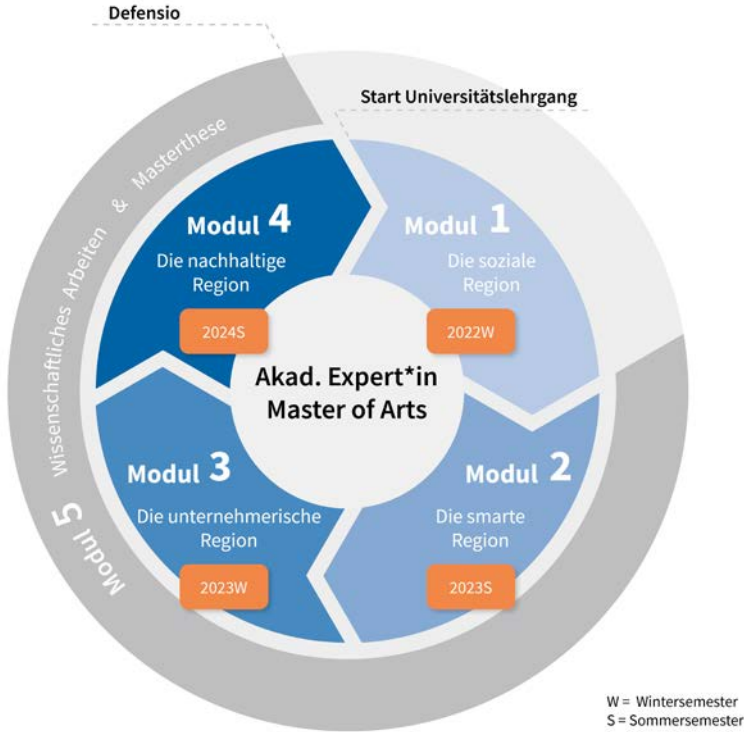 Defensio
Start Universitätslehrgang
Modul 1
Die soziale
Region
2022W
Modul 2
Die smarte
Region
2023S
Modul 3
Die unternehmerische
Region
2023W
Modul 4
Die nachhaltige
Region
2024S
Modul 5 Wissenschaftliches Arbeiten & Masterthese
Akad. Expert*in
Master of Arts
W = Wintersemester
S = Sommersemester